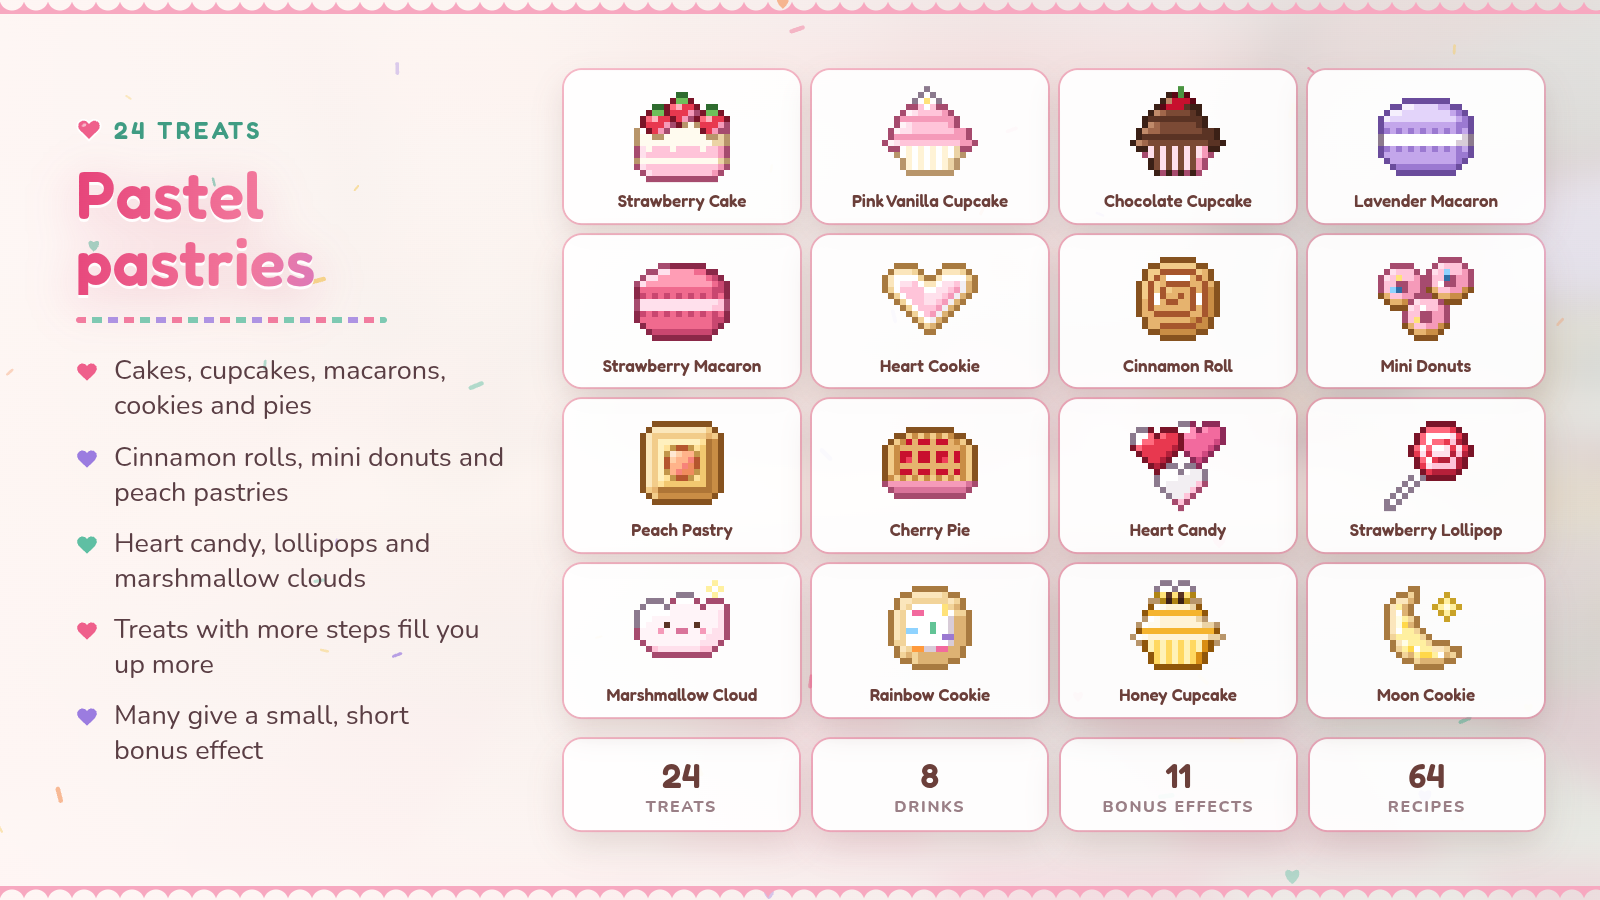 24 TREATS
Pastel
pastries
Cakes, cupcakes, macarons,
cookies and pies
Cinnamon rolls, mini donuts and
peach pastries
Heart candy, lollipops and
marshmallow clouds
Treats with more steps fill you
up more
Many give a small, short
bonus effect
Strawberry Cake
Pink Vanilla Cupcake
Chocolate Cupcake
Lavender Macaron
Strawberry Macaron
Heart Cookie
Cinnamon Roll
Mini Donuts
Peach Pastry
Cherry Pie
Heart Candy
Strawberry Lollipop
Marshmallow Cloud
Rainbow Cookie
Honey Cupcake
Moon Cookie
24
TREATS
8
DRINKS
11
BONUS EFFECTS
64
RECIPES